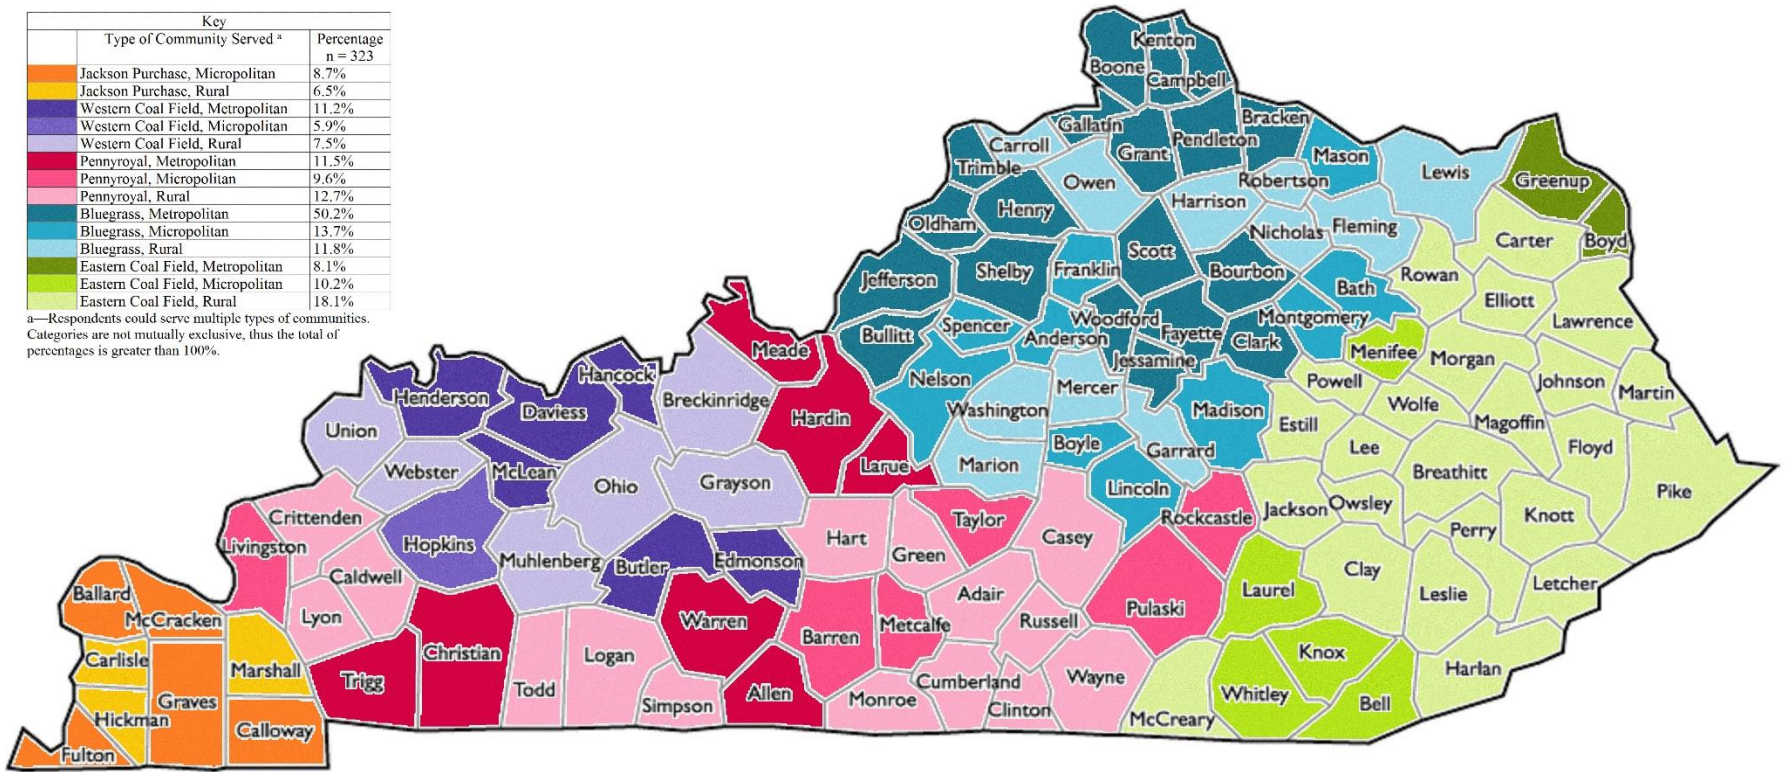 Key
Type of Community Served ª Percentage
n = 323
Jackson Purchase, Micropolitan 8.7%
Jackson Purchase, Rural 6.5%
Western Coal Field, Metropolitan 11.2%
Western Coal Field, Micropolitan 5.9%
Western Coal Field, Rural 7.5%
Pennyroyal, Metropolitan 11.5%
Pennyroyal, Micropolitan 9.6%
Pennyroyal, Rural 12.7%
Bluegrass, Metropolitan 50.2%
Bluegrass, Micropolitan 13.7%
Bluegrass, Rural 11.8%
Eastern Coal Field, Metropolitan 8.1%
Eastern Coal Field, Micropolitan 10.2%
Eastern Coal Field, Rural 18.1%
a—Respondents could serve multiple types of communities.
Categories are not mutually exclusive, thus the total of
percentages is greater than 100%.
Kenton
Boone
Campbell
Gallatin
Bracken
Pendleton
Carroll
Grant
Mason
Trimble
Owen
Robertson
Lewis
Greenup
Harrison
Henry
Oldham
Nicholas
Fleming
Carter
Boyd
Scott
Shelby
Franklin
Bourbon
Rowan
Jefferson
Bath
Elliott
Woodford
Montgomery
Lawrence
Spencer
Bullitt
Anderson
Fayette
Clark
Meade
Jessamine
Menifee
Morgan
Hancock
Nelson
Powell
Johnson
Martin
Henderson
Breckinridge
Mercer
Daviess
Washington
Madison
Wolfe
Hardin
Magoffin
Union
Estill
Boyle
Garrard
Lee
Floyd
Webster
McLean
Larue
Marion
Breathitt
Ohio
Grayson
Lincoln
Pike
Crittenden
Taylor
Rockcastle
Jackson
Owsley
Knott
Livingston
Hopkins
Hart
Green
Casey
Perry
Muhlenberg
Butler
Edmonson
Caldwell
Clay
Letcher
Ballard
Laurel
Leslie
Adair
McCracken
Lyon
Warren
Barren
Metcalfe
Russell
Pulaski
Carlisle
Marshall
Christian
Logan
Knox
Harlan
Trigg
Todd
Allen
Cumberland
Wayne
Whitley
Graves
Simpson
Monroe
Clinton
McCreary
Bell
Hickman
Calloway
Fulton